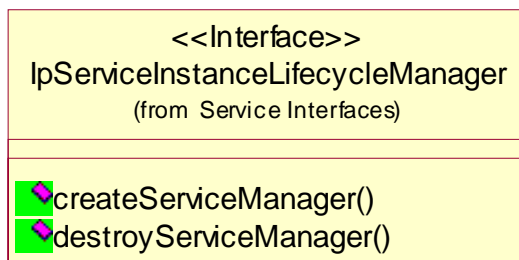 <<Interface>>
IpServiceInstanceLifecycleManager
(from Service Interfaces)
createServiceManager()
destroyServiceManager()